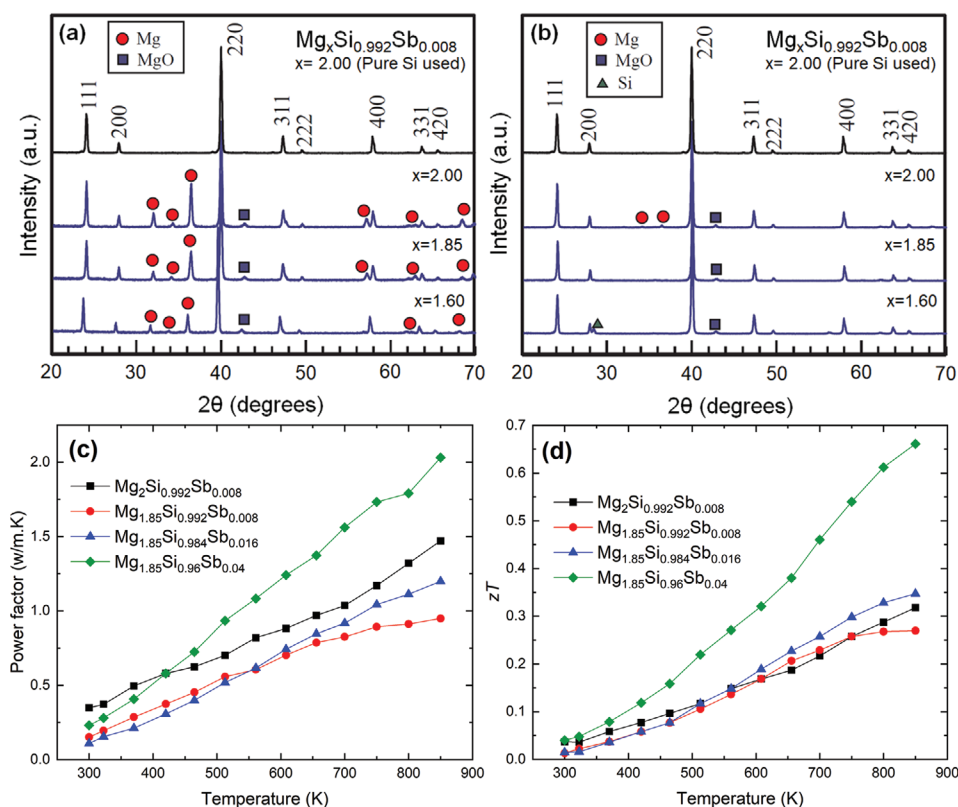 (a)
Mg
MgO
MgₓSi₀.₉₉₂Sb₀.₀₀₈
x= 2.00 (Pure Si used)
111
200
220
311
222
400
331
420
x=2.00
x=1.85
x=1.60
Intensity (a.u.)
20 30 40 50 60 70
2θ (degrees)
(b)
Mg
MgO
Si
MgₓSi₀.₉₉₂Sb₀.₀₀₈
x= 2.00 (Pure Si used)
111
200
220
311
222
400
331
420
x=2.00
x=1.85
x=1.60
Intensity (a.u.)
20 30 40 50 60 70
2θ (degrees)
(c)
Mg₂Si₀.₉₉₂Sb₀.₀₀₈
Mg₁.₈₅Si₀.₉₉₂Sb₀.₀₀₈
Mg₁.₈₅Si₀.₉₈₄Sb₀.₀₁₆
Mg₁.₈₅Si₀.₉₆Sb₀.₀₄
Power factor (w/m.K)
2.0
1.5
1.0
0.5
0.0
300 400 500 600 700 800 900
Temperature (K)
(d)
Mg₂Si₀.₉₉₂Sb₀.₀₀₈
Mg₁.₈₅Si₀.₉₉₂Sb₀.₀₀₈
Mg₁.₈₅Si₀.₉₈₄Sb₀.₀₁₆
Mg₁.₈₅Si₀.₉₆Sb₀.₀₄
zT
0.7
0.6
0.5
0.4
0.3
0.2
0.1
0.0
300 400 500 600 700 800 900
Temperature (K)